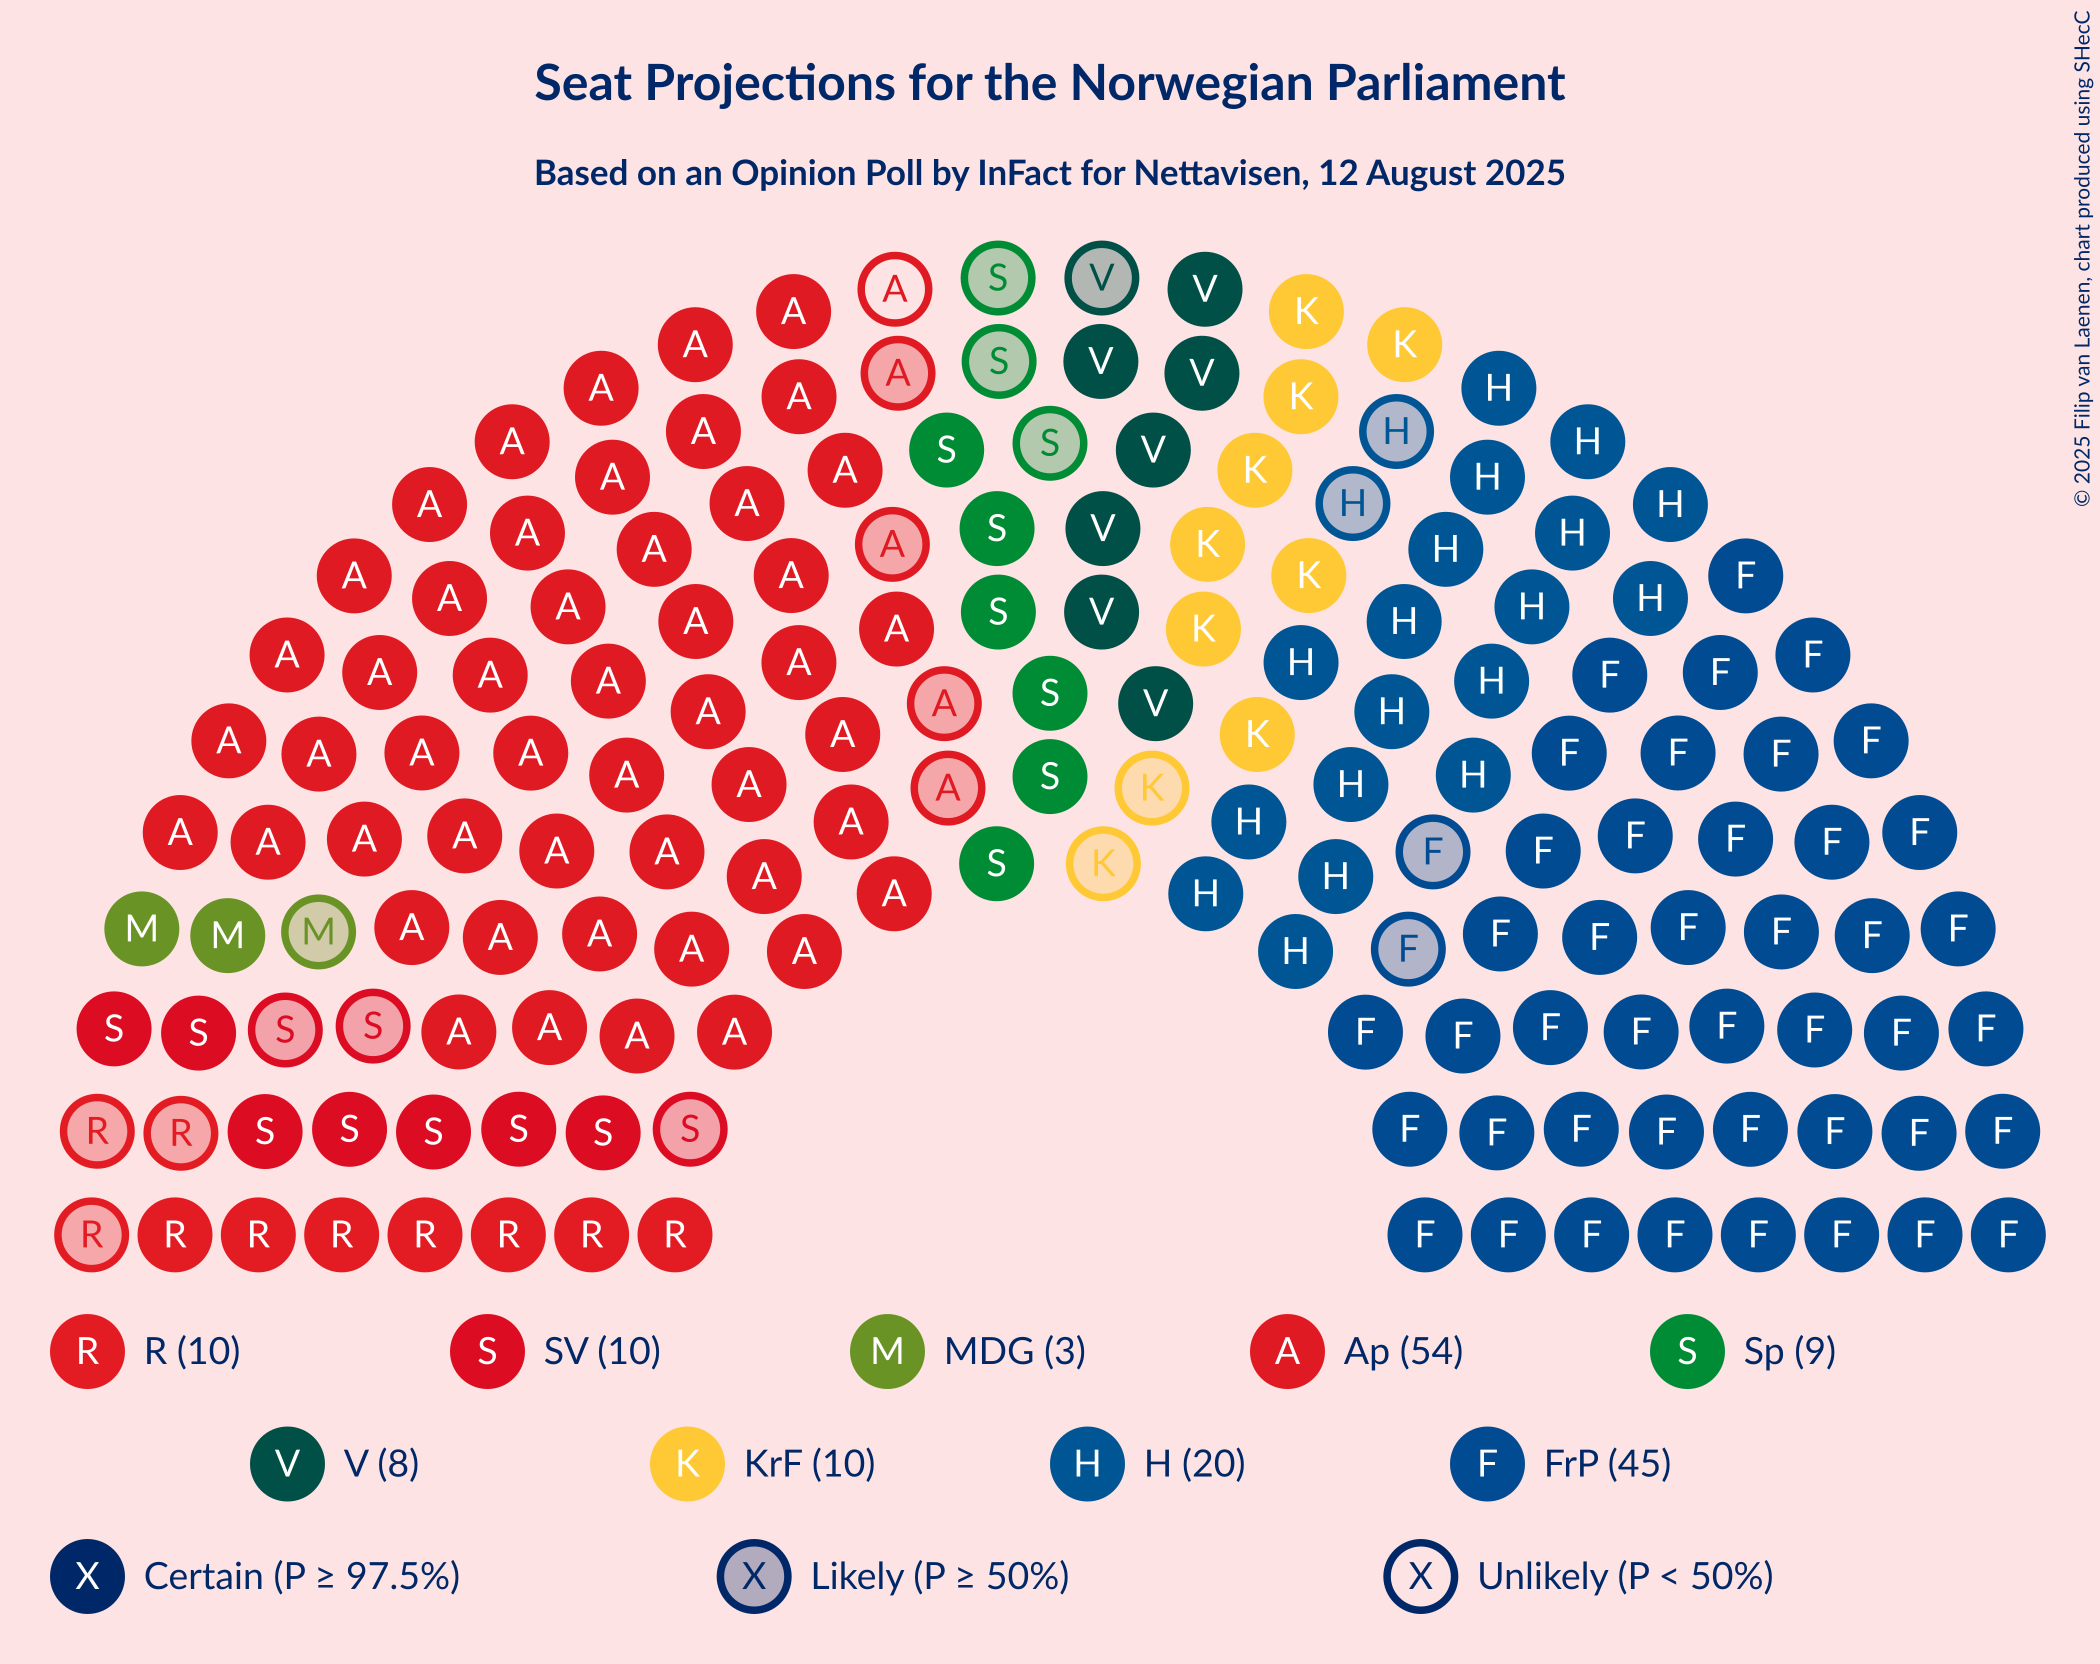 Seat Projections for the Norwegian Parliament
Based on an Opinion Poll by InFact for Nettavisen, 12 August 2025
© 2025 Filip van Laenen, chart produced using SHecC
A S V V
A A K K
A A S V V K H H
A A A S S V K H H H
A A A A S V K H H H
A A A A A S V K K H H H F
A A A A A A S V K H H H H F
A A A A A A A S V K H H F F F
A A A A A A A A S K H H F F F F
A A A A A A A A S K H H F F F F F F
M M M A A A A A H F F F F F F F
S S S S A A A A F F F F F F F F
R R S S S S S S F F F F F F F F
R R R R R R R R F F F F F F F F
R R (10) S SV (10) M MDG (3) A Ap (54) S Sp (9)
V V (8) K KrF (10) H H (20) F FrP (45)
X Certain (P ≥ 97.5%) X Likely (P ≥ 50%) X Unlikely (P < 50%)